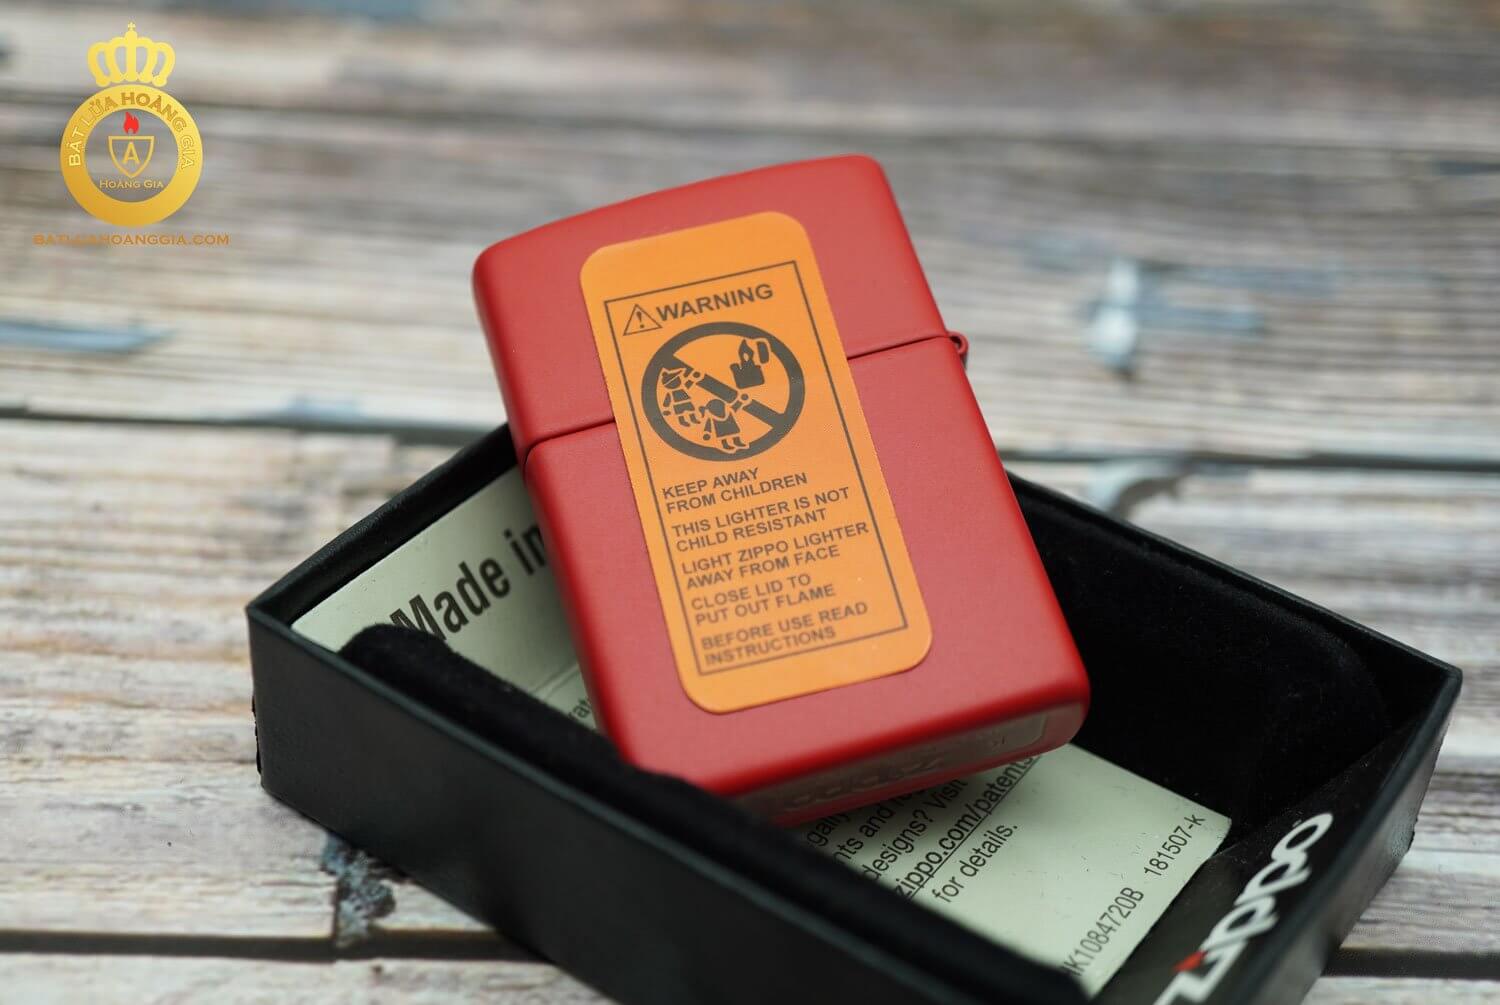 BẬT LỬA HOÀNG GIA
A
HOÀNG GIA
BATLUAHOANGGIA.COM
WARNING
KEEP AWAY
FROM CHILDREN
THIS LIGHTER IS NOT
CHILD RESISTANT
LIGHT ZIPPO LIGHTER
AWAY FROM FACE
CLOSE LID TO
PUT OUT FLAME
BEFORE USE READ
INSTRUCTIONS
Made in
designs? Visit
zippo.com/patents
for details.
181507-K
zippo